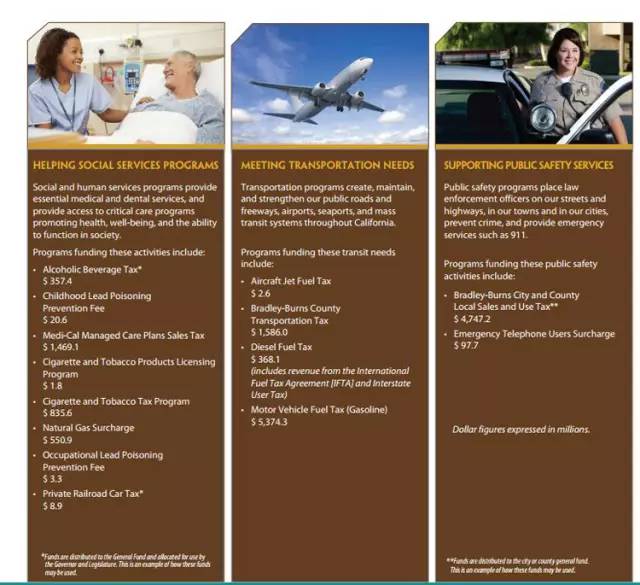 HELPING SOCIAL SERVICES PROGRAMS
Social and human services programs provide
essential medical and dental services, and
provide access to critical care programs
promoting health, well-being, and the ability
to function in society.
Programs funding these activities include:
• Alcoholic Beverage Tax*
$ 357.4
• Childhood Lead Poisoning
Prevention Fee
$ 20.6
• Medi-Cal Managed Care Plans Sales Tax
$ 1,469.1
• Cigarette and Tobacco Products Licensing
Program
$ 1.8
• Cigarette and Tobacco Tax Program
$ 835.6
• Natural Gas Surcharge
$ 550.9
• Occupational Lead Poisoning
Prevention Fee
$ 3.3
• Private Railroad Car Tax*
$ 8.9
*Funds are distributed to the General Fund and allocated for use by
the Governor and Legislature. This is an example of how these funds
may be used.
MEETING TRANSPORTATION NEEDS
Transportation programs create, maintain,
and strengthen our public roads and
freeways, airports, seaports, and mass
transit systems throughout California.
Programs funding these transit needs
include:
• Aircraft Jet Fuel Tax
$ 2.6
• Bradley-Burns County
Transportation Tax
$ 1,586.0
• Diesel Fuel Tax
$ 368.1
(includes revenue from the International
Fuel Tax Agreement [IFTA] and Interstate
User Tax)
• Motor Vehicle Fuel Tax (Gasoline)
$ 5,374.3
SUPPORTING PUBLIC SAFETY SERVICES
Public safety programs place law
enforcement officers on our streets and
highways, in our towns and in our cities,
prevent crime, and provide emergency
services such as 911.
Programs funding these public safety
activities include:
• Bradley-Burns City and County
Local Sales and Use Tax**
$ 4,747.2
• Emergency Telephone Users Surcharge
$ 97.7
Dollar figures expressed in millions.
**Funds are distributed to the city or county general fund.
This is an example of how these funds may be used.